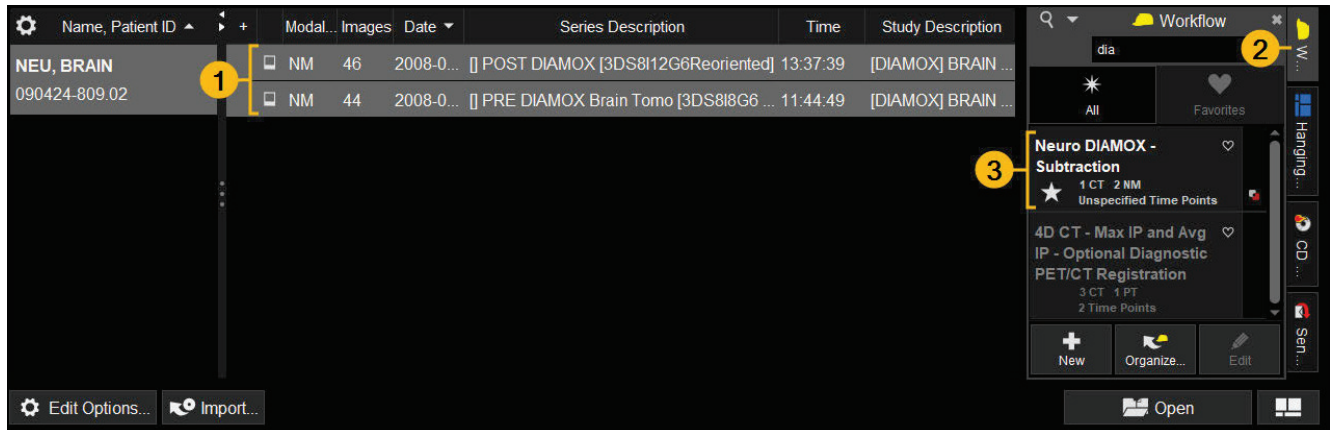 Name, Patient ID + Modal... Images Date Series Description Time Study Description
NEU, BRAIN
090424-809.02
1
NM 46 2008-0... [] POST DIAMOX [3DS8I12G6Reoriented] 13:37:39 [DIAMOX] BRAIN ...
NM 44 2008-0... [] PRE DIAMOX Brain Tomo [3DS8I8G6 ... 11:44:49 [DIAMOX] BRAIN ...
Workflow
dia
2
All
Favorites
3
Neuro DIAMOX -
Subtraction
1 CT 2 NM
Unspecified Time Points
4D CT - Max IP and Avg
IP - Optional Diagnostic
PET/CT Registration
3 CT 1 PT
2 Time Points
New
Organize...
Edit
W...
Hanging...
CD ...
Sen...
Edit Options...
Import...
Open